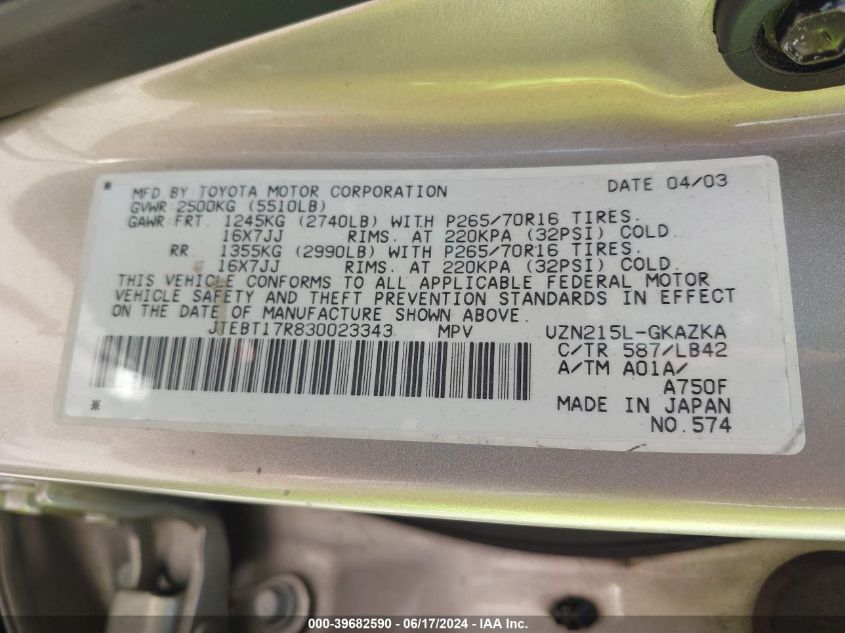 * MFD BY: TOYOTA MOTOR CORPORATION DATE 04/03
GVWR: 2500KG (5510LB)
GAWR: FRT. 1245KG (2740LB) WITH P265/70R16 TIRES.
16X7JJ RIMS. AT 220KPA (32PSI) COLD.
RR. 1355KG (2990LB) WITH P265/70R16 TIRES.
16X7JJ RIMS. AT 220KPA (32PSI) COLD.
THIS VEHICLE CONFORMS TO ALL APPLICABLE FEDERAL MOTOR
VEHICLE SAFETY AND THEFT PREVENTION STANDARDS IN EFFECT
ON THE DATE OF MANUFACTURE SHOWN ABOVE.
JTEBT17R830023343 MPV UZN215L-GKAZKA
C/TR 587/LB42
A/TM A01A/
A750F
* MADE IN JAPAN
NO. 574
000-39682590 - 06/17/2024 - IAA Inc.